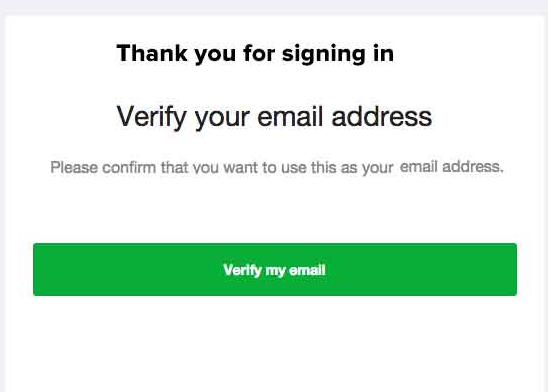 Thank you for signing in
Verify your email address
Please confirm that you want to use this as your email address.
Verify my email